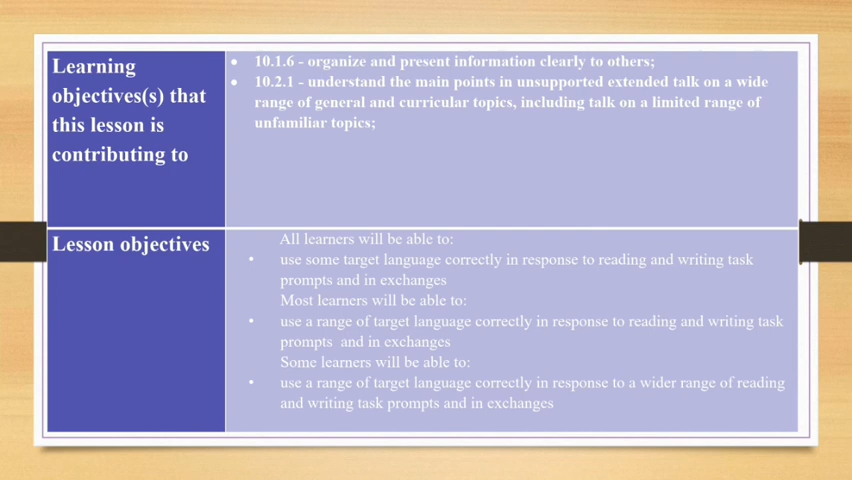 Learning
objectives(s) that
this lesson is
contributing to
• 10.1.6 - organize and present information clearly to others;
• 10.2.1 - understand the main points in unsupported extended talk on a wide
range of general and curricular topics, including talk on a limited range of
unfamiliar topics;
Lesson objectives
All learners will be able to:
• use some target language correctly in response to reading and writing task
prompts and in exchanges
Most learners will be able to:
• use a range of target language correctly in response to reading and writing task
prompts and in exchanges
Some learners will be able to:
• use a range of target language correctly in response to a wider range of reading
and writing task prompts and in exchanges